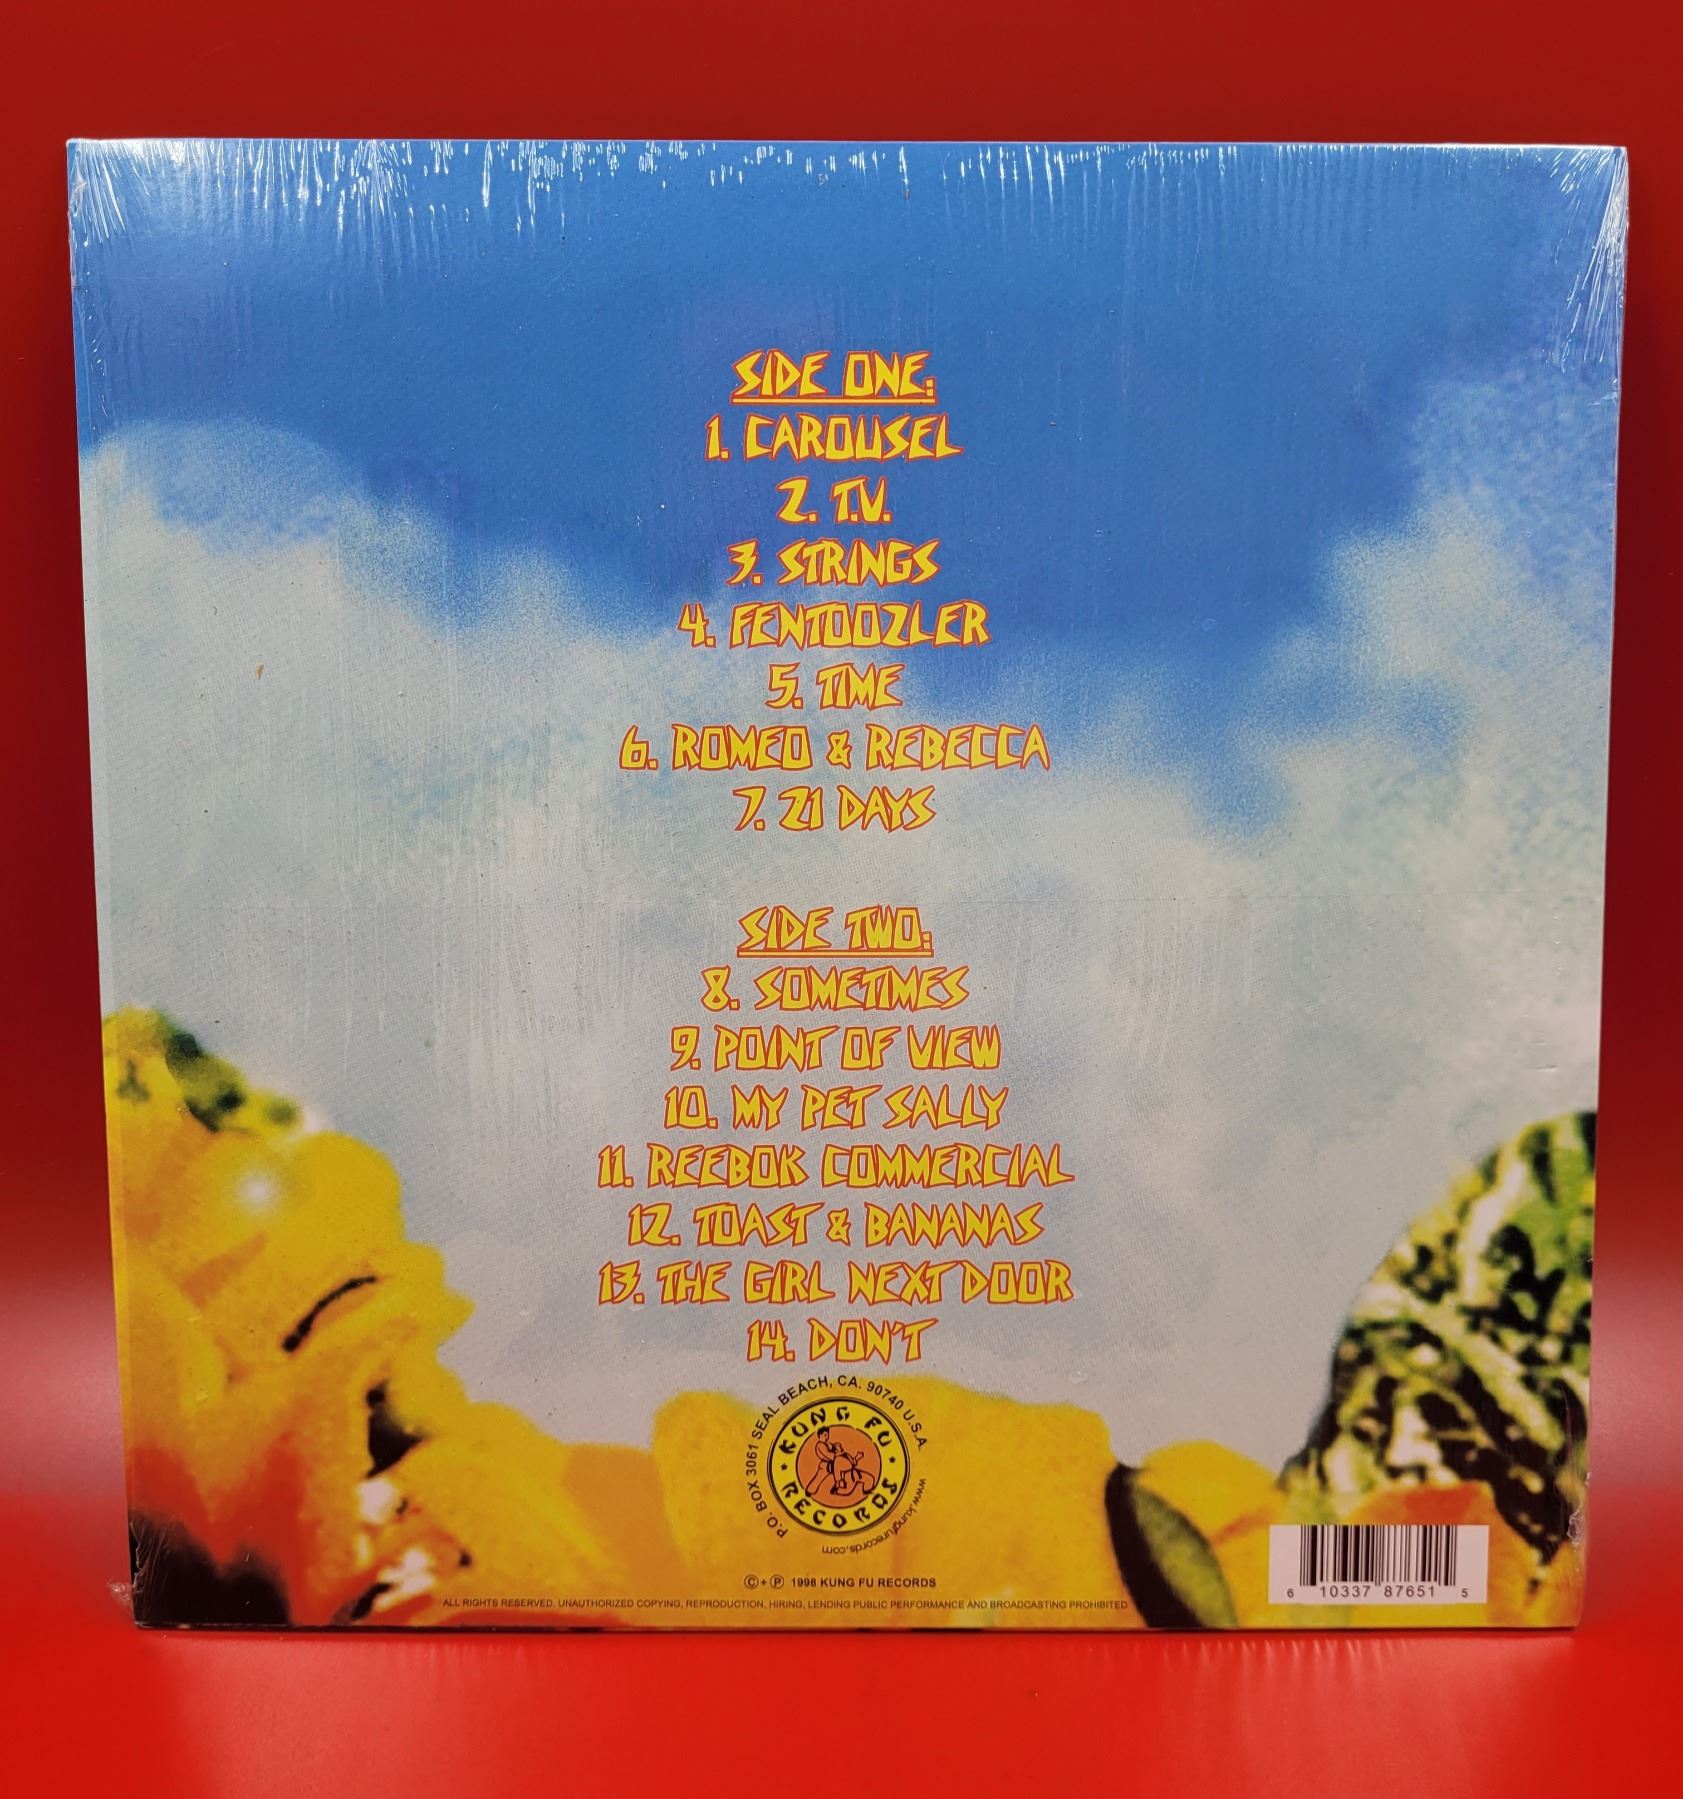 SIDE ONE:
1. CAROUSEL
2. T.V.
3. STRINGS
4. FENTOOZLER
5. TIME
6. ROMEO & REBECCA
7. 21 DAYS
SIDE TWO:
8. SOMETIMES
9. POINT OF VIEW
10. MY PET SALLY
11. REEBOK COMMERCIAL
12. TOAST & BANANAS
13. THE GIRL NEXT DOOR
14. DON'T
P.O. BOX 3061 SEAL BEACH, CA. 90740 U.S.A.
KUNG FU
RECORDS
www.kungfurecords.com
©+℗ 1998 KUNG FU RECORDS
ALL RIGHTS RESERVED. UNAUTHORIZED COPYING, REPRODUCTION, HIRING, LENDING PUBLIC PERFORMANCE AND BROADCASTING PROHIBITED
6 10337 87651 5